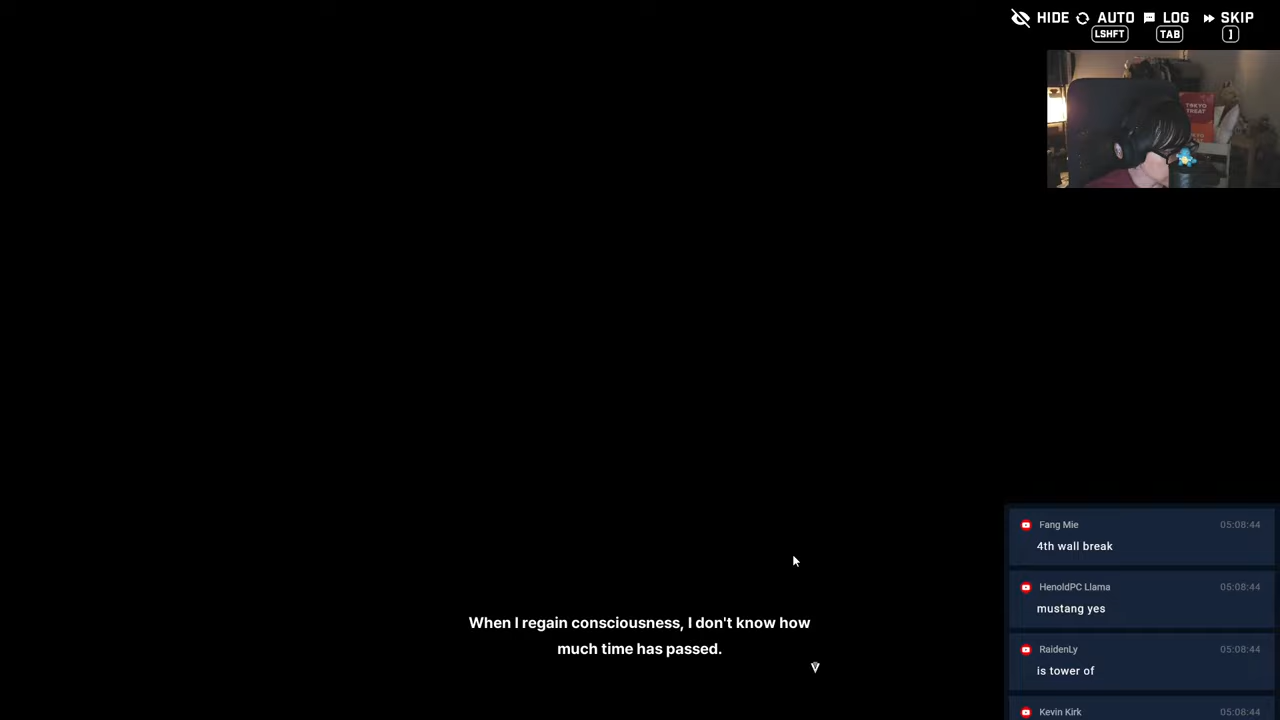 HIDE AUTO LOG SKIP
LSHFT TAB ]
TOKYO
TREAT
Fang Mie 05:08:44
4th wall break
HenoldPC Llama 05:08:44
mustang yes
When I regain consciousness, I don't know how
much time has passed.
RaidenLy 05:08:44
is tower of
Kevin Kirk 05:08:44